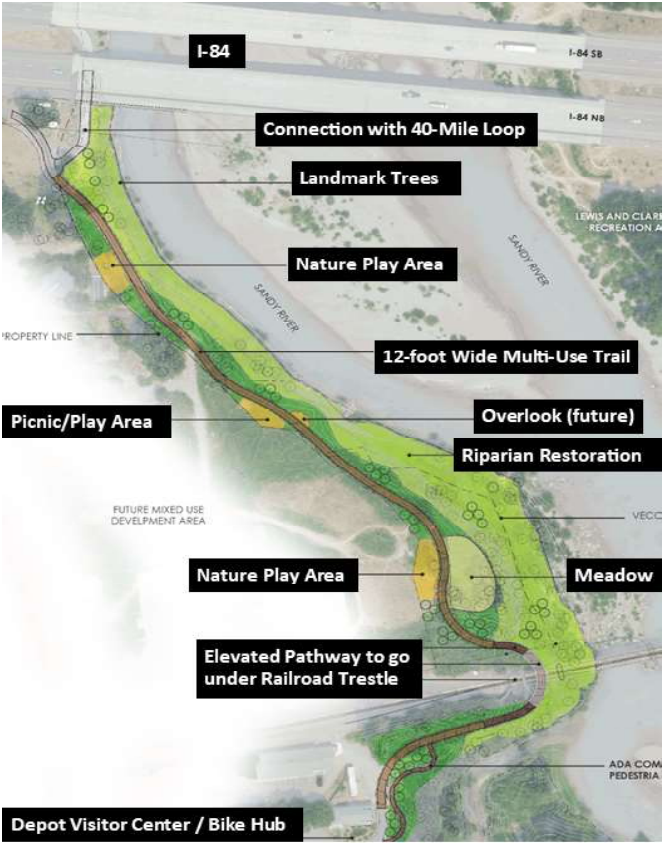 I-84
I-84 SB
I-84 NB
Connection with 40-Mile Loop
Landmark Trees
LEWIS AND CLAR
RECREATION A
Nature Play Area
SANDY RIVER
SANDY RIVER
PROPERTY LINE
12-foot Wide Multi-Use Trail
Picnic/Play Area
Overlook (future)
Riparian Restoration
FUTURE MIXED USE
DEVELPMENT AREA
VECO
Nature Play Area
Meadow
Elevated Pathway to go
under Railroad Trestle
ADA COM
PEDESTRIA
Depot Visitor Center / Bike Hub